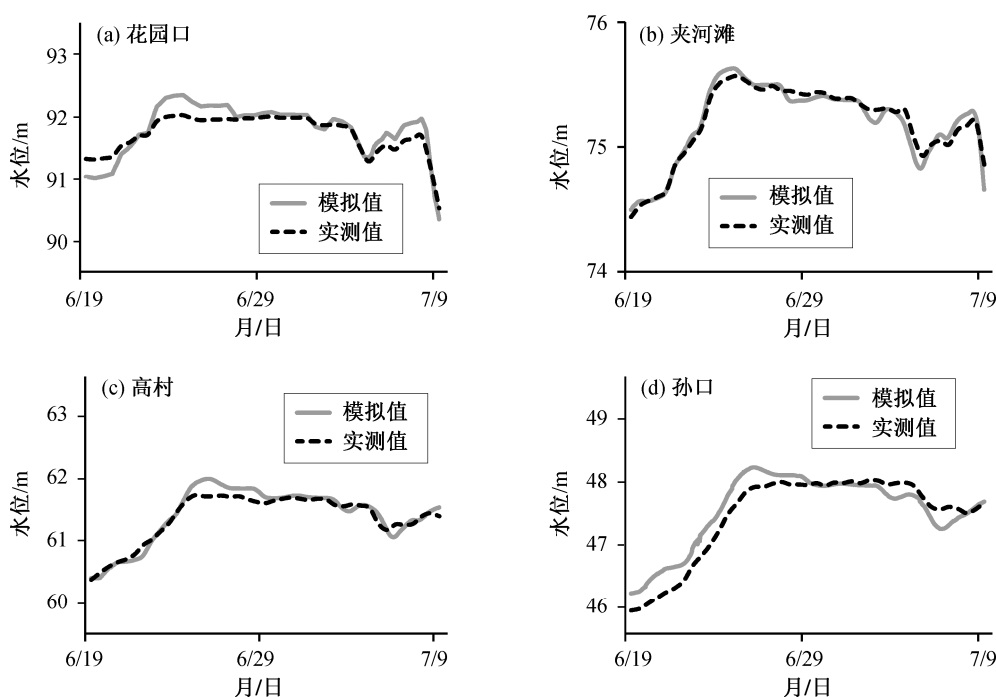 (a) 花园口
93
92
91
90
水位/m
模拟值
实测值
6/19
6/29
7/9
月/日
(b) 夹河滩
76
75
74
水位/m
模拟值
实测值
6/19
6/29
7/9
月/日
(c) 高村
63
62
61
60
水位/m
模拟值
实测值
6/19
6/29
7/9
月/日
(d) 孙口
49
48
47
46
水位/m
模拟值
实测值
6/19
6/29
7/9
月/日